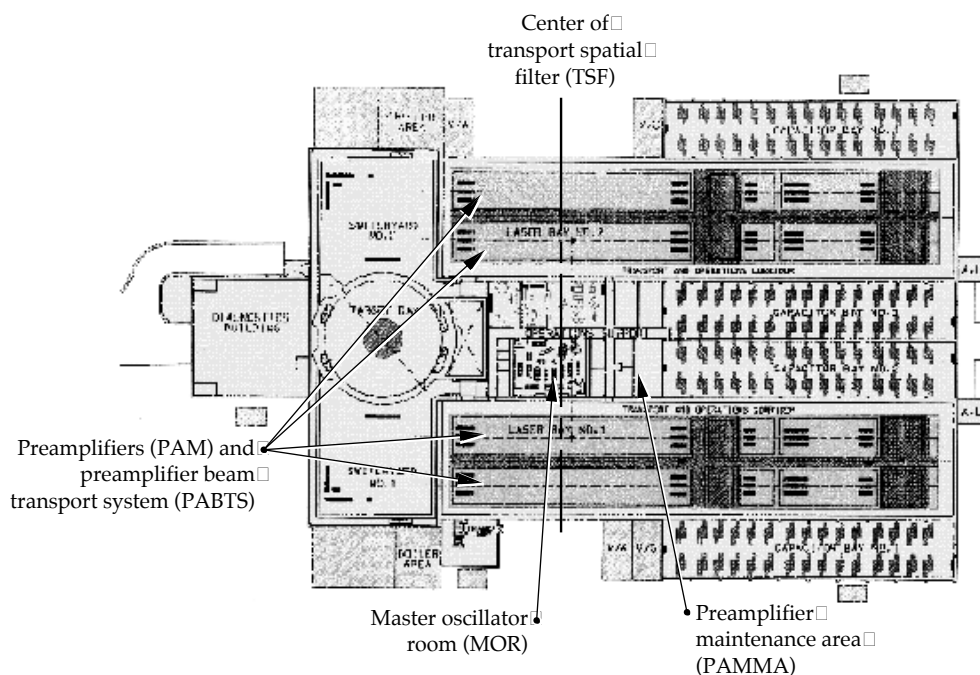 Center of
transport spatial
filter (TSF)
AREA
CAPACITOR BAY NO.
SWITCHYARD
NO.2
LASER BAY NO.2
TRANSPORT AND OPERATIONS CORRIDOR
DIAGNOSTICS
BUILDING
TARGET BAY
CAPACITOR BAY NO.
OPERATIONS SUPPORT
CAPACITOR BAY NO.2
TRANSPORT AND OPERATIONS CORRIDOR
LASER BAY NO.1
Preamplifiers (PAM) and
preamplifier beam
transport system (PABTS)
SWITCHYARD
NO.1
BOILER
AREA
CAPACITOR BAY NO.1
Master oscillator
room (MOR)
Preamplifier
maintenance area
(PAMMA)